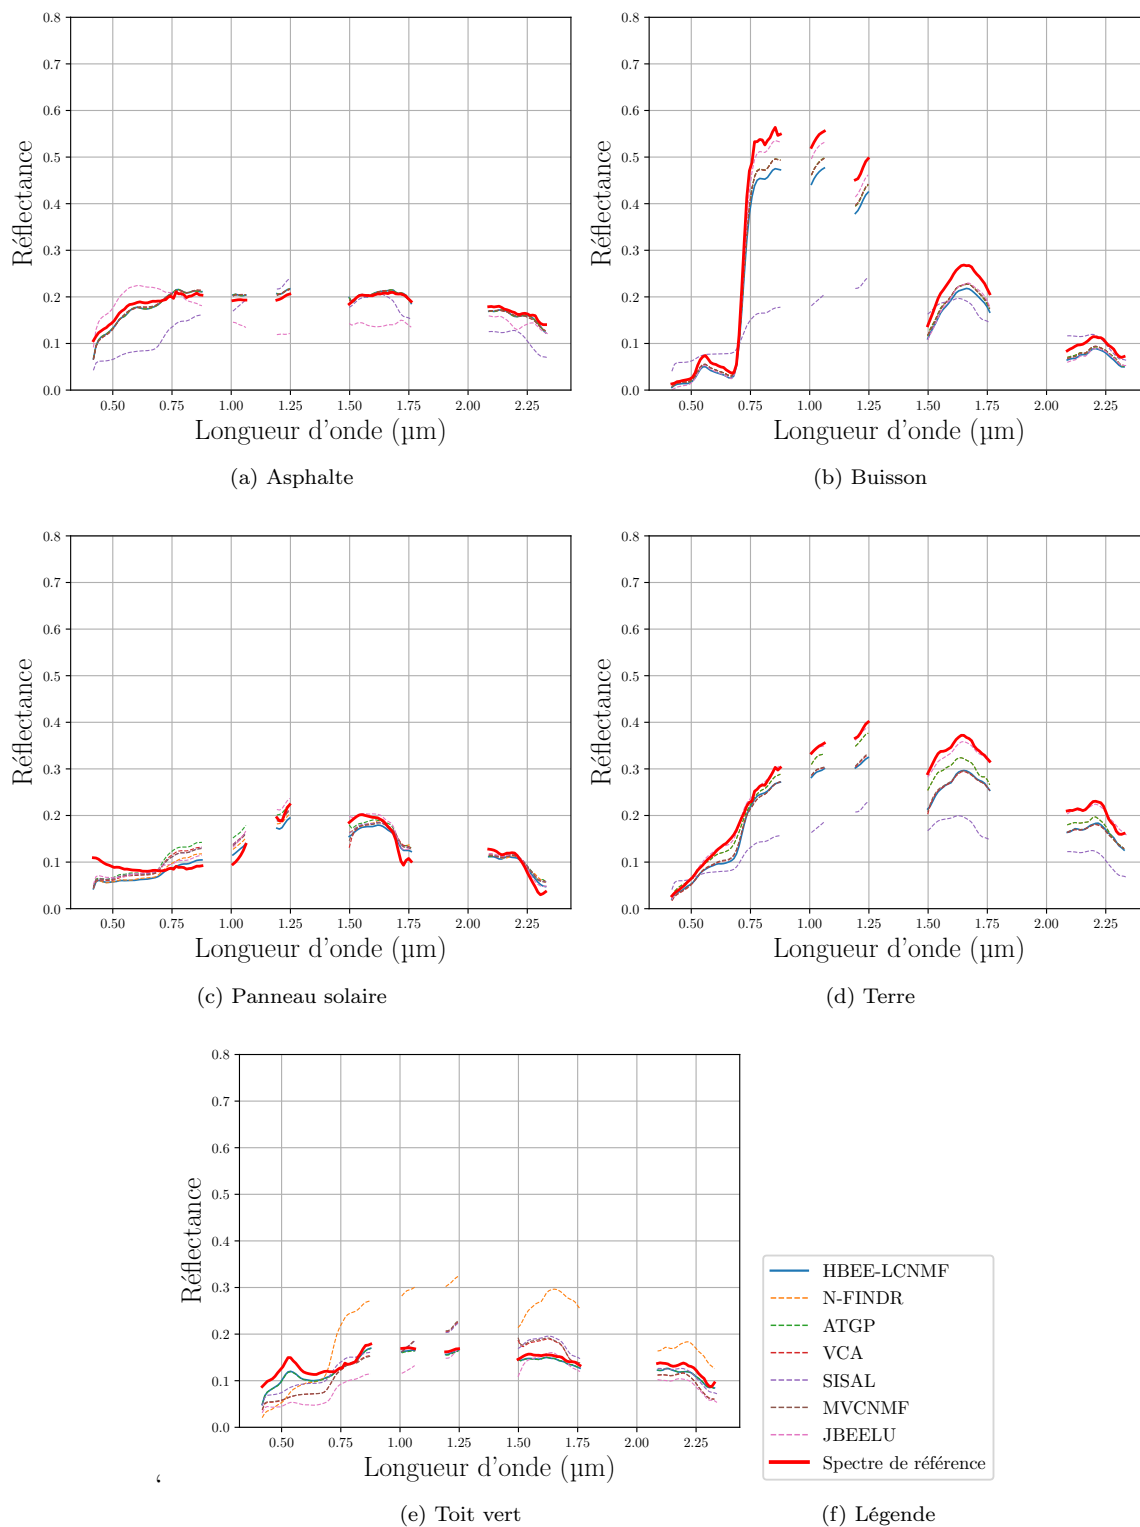 0.8
0.7
0.6
0.5
0.4
0.3
0.2
0.1
0.0
Réflectance
0.50 0.75 1.00 1.25 1.50 1.75 2.00 2.25
Longueur d'onde (µm)
(a) Asphalte
0.8
0.7
0.6
0.5
0.4
0.3
0.2
0.1
0.0
Réflectance
0.50 0.75 1.00 1.25 1.50 1.75 2.00 2.25
Longueur d'onde (µm)
(b) Buisson
0.8
0.7
0.6
0.5
0.4
0.3
0.2
0.1
0.0
Réflectance
0.50 0.75 1.00 1.25 1.50 1.75 2.00 2.25
Longueur d'onde (µm)
(c) Panneau solaire
0.8
0.7
0.6
0.5
0.4
0.3
0.2
0.1
0.0
Réflectance
0.50 0.75 1.00 1.25 1.50 1.75 2.00 2.25
Longueur d'onde (µm)
(d) Terre
0.8
0.7
0.6
0.5
0.4
0.3
0.2
0.1
0.0
Réflectance
0.50 0.75 1.00 1.25 1.50 1.75 2.00 2.25
Longueur d'onde (µm)
‘
(e) Toit vert
HBEE-LCNMF
N-FINDR
ATGP
VCA
SISAL
MVCNMF
JBEELU
Spectre de référence
(f) Légende